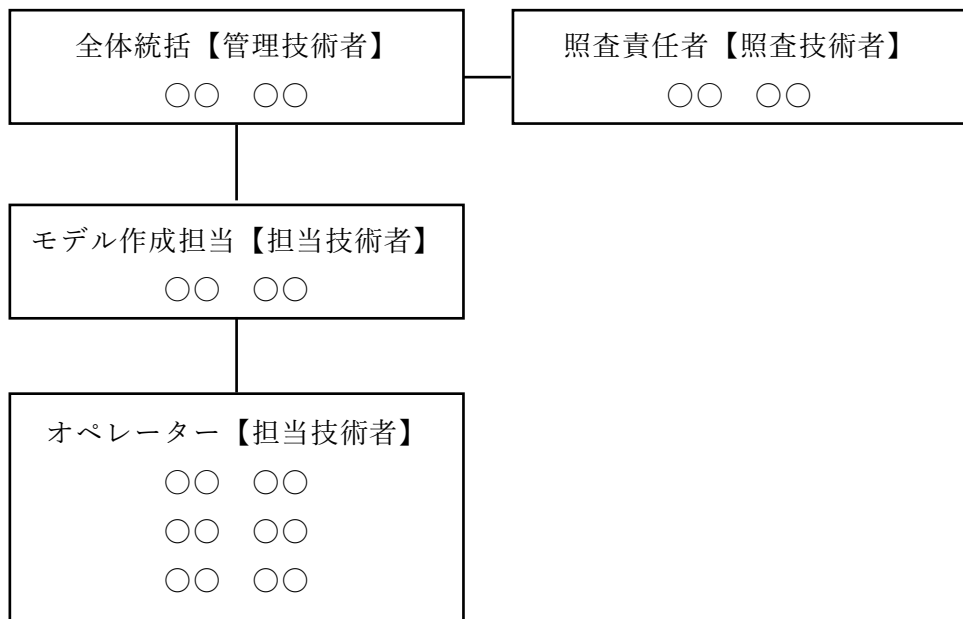 全体統括【管理技術者】
○○　○○
照査責任者【照査技術者】
○○　○○
モデル作成担当【担当技術者】
○○　○○
オペレーター【担当技術者】
○○　○○
○○　○○
○○　○○